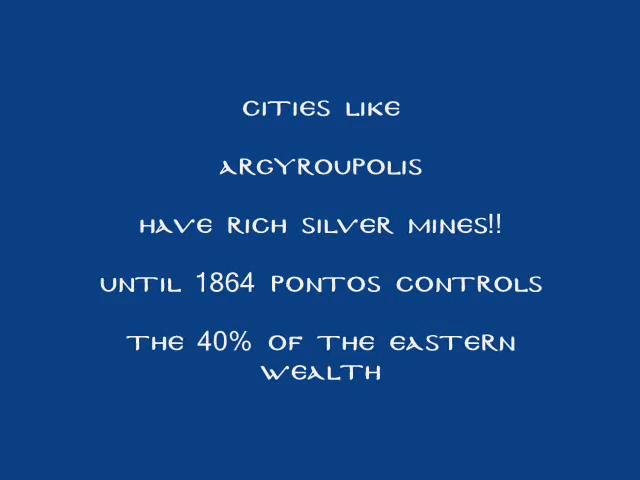 CITIES LIKE
ARGYROUPOLIS
HAVE RICH SILVER MINES!!
UNTIL 1864 PONTOS CONTROLS
THE 40% OF THE EASTERN
WEALTH